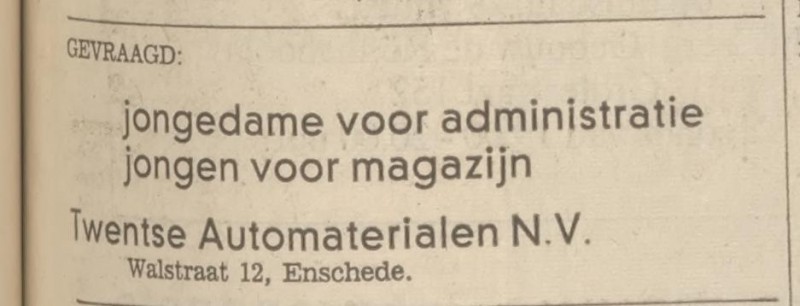 GEVRAAGD:
jongedame voor administratie
jongen voor magazijn
Twentse Automaterialen N.V.
Walstraat 12, Enschede.